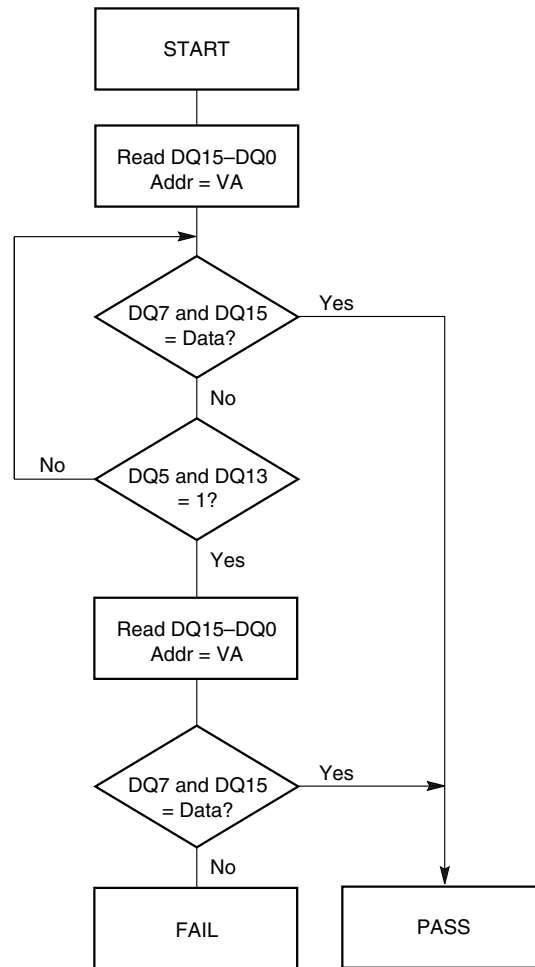 START
Read DQ15–DQ0
Addr = VA
DQ7 and DQ15
= Data?
Yes
No
No
DQ5 and DQ13
= 1?
Yes
Read DQ15–DQ0
Addr = VA
DQ7 and DQ15
= Data?
Yes
No
FAIL
PASS